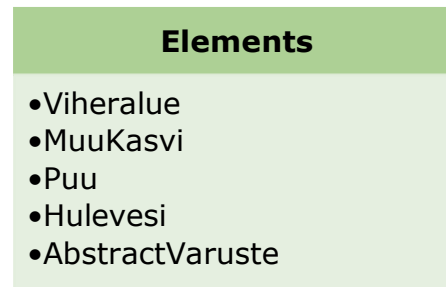 Elements
•Viheralue
•MuuKasvi
•Puu
•Hulevesi
•AbstractVaruste